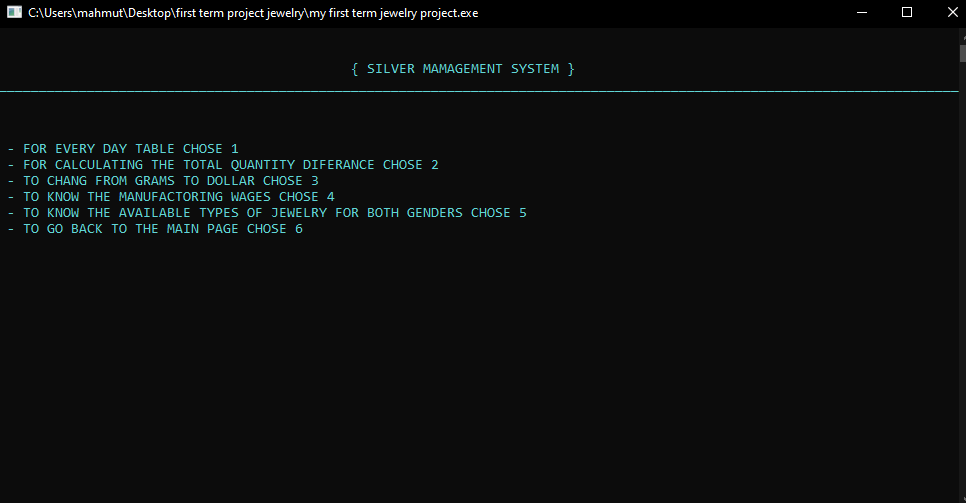 C:\Users\mahmut\Desktop\first term project jewelry\my first term jewelry project.exe
{ SILVER MAMAGEMENT SYSTEM }
- FOR EVERY DAY TABLE CHOSE 1
- FOR CALCULATING THE TOTAL QUANTITY DIFERANCE CHOSE 2
- TO CHANG FROM GRAMS TO DOLLAR CHOSE 3
- TO KNOW THE MANUFACTORING WAGES CHOSE 4
- TO KNOW THE AVAILABLE TYPES OF JEWELRY FOR BOTH GENDERS CHOSE 5
- TO GO BACK TO THE MAIN PAGE CHOSE 6